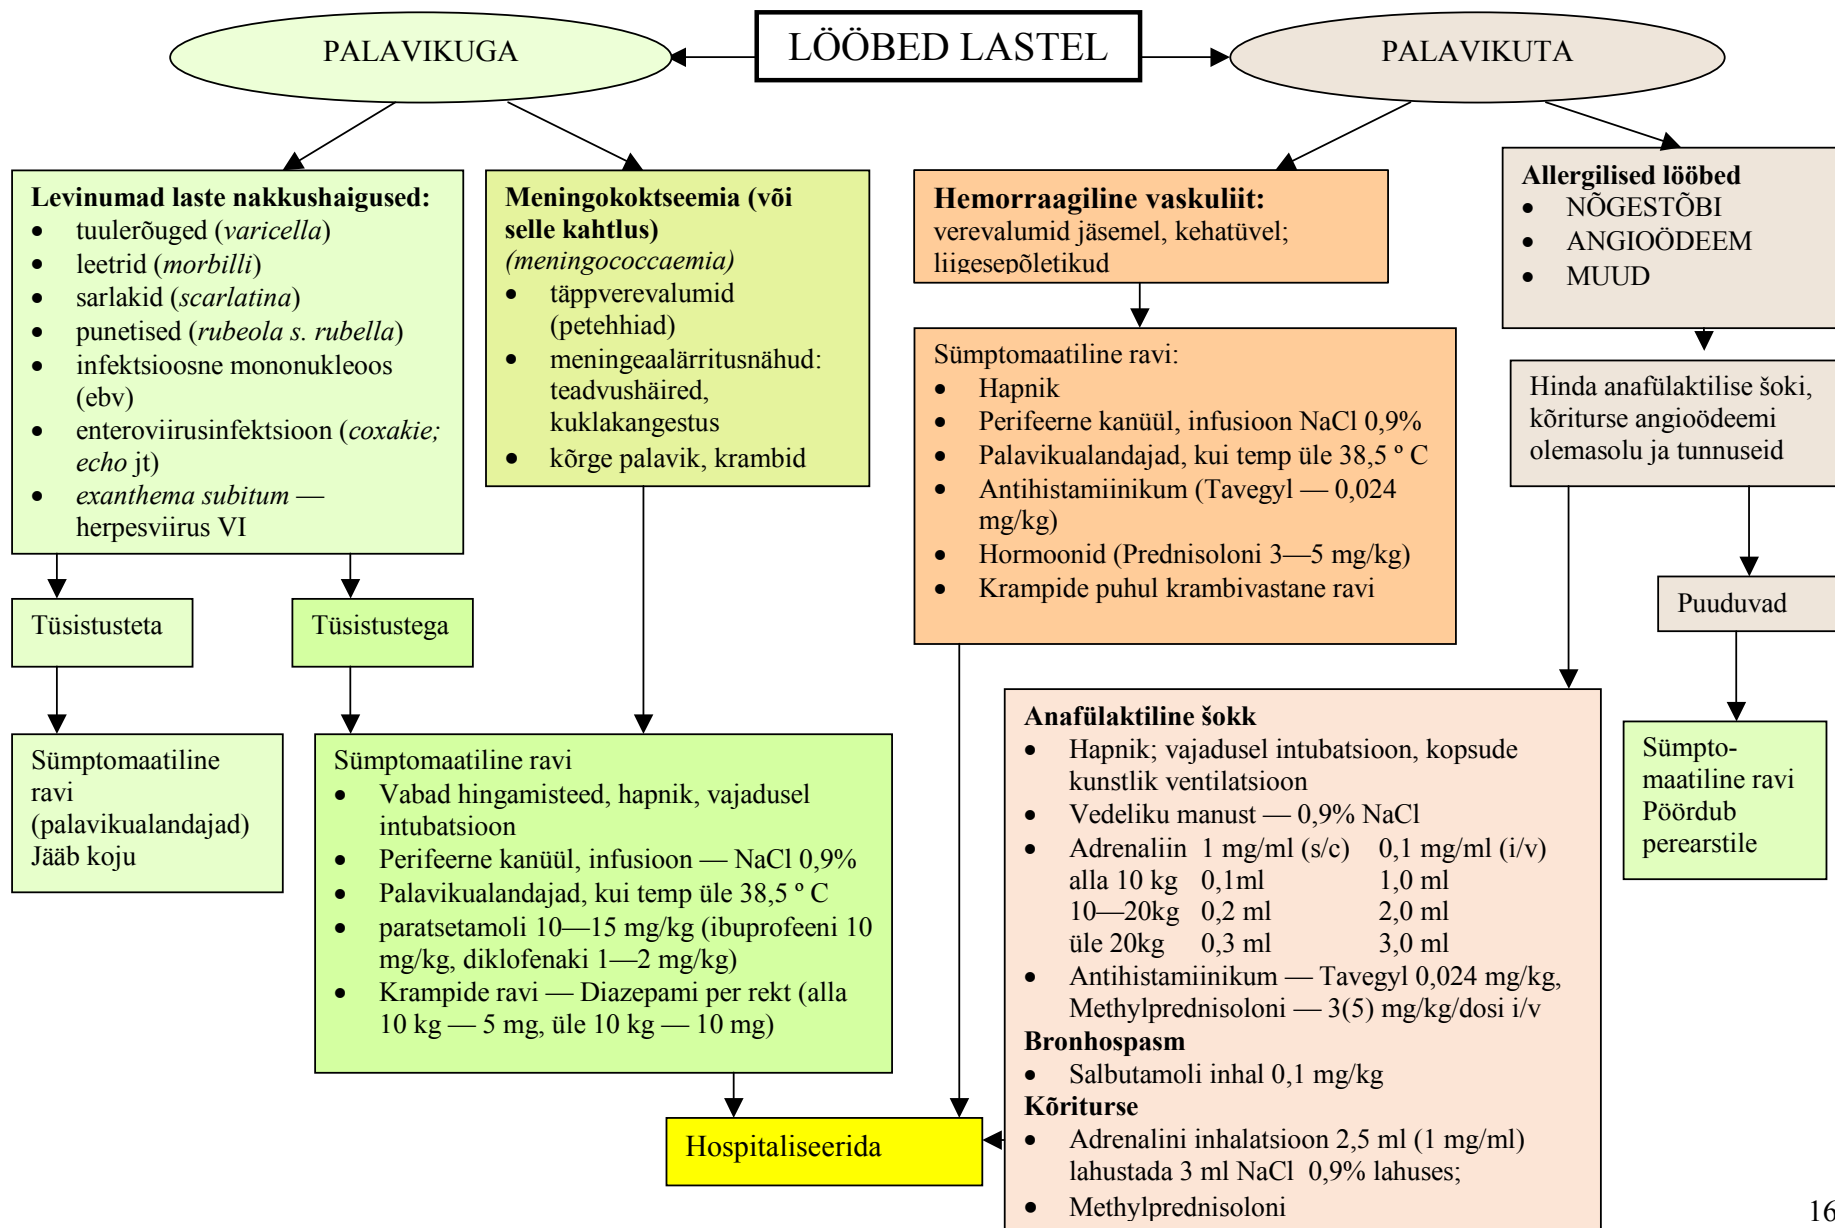 LÖÖBED LASTEL
PALAVIKUGA
PALAVIKUTA
Levinumad laste nakkushaigused:
• tuulerõuged (varicella)
• leetrid (morbilli)
• sarlakid (scarlatina)
• punetised (rubeola s. rubella)
• infektsioosne mononukleoos
(ebv)
• enteroviirusinfektsioon (coxakie;
echo jt)
• exanthema subitum —
herpesviirus VI
Meningokoktseemia (või
selle kahtlus)
(meningococcaemia)
• täppverevalumid
(petehhiad)
• meningeaalärritusnähud:
teadvushäired,
kuklakangestus
• kõrge palavik, krambid
Hemorraagiline vaskuliit:
verevalumid jäsemel, kehatüvel;
liigesepõletikud
Allergilised lööbed
• NÕGESTÕBI
• ANGIOÖDEEM
• MUUD
Sümptomaatiline ravi:
• Hapnik
• Perifeerne kanüül, infusioon NaCl 0,9%
• Palavikualandajad, kui temp üle 38,5 º C
• Antihistamiinikum (Tavegyl — 0,024
mg/kg)
• Hormoonid (Prednisoloni 3—5 mg/kg)
• Krampide puhul krambivastane ravi
Hinda anafülaktilise šoki,
kõriturse angioödeemi
olemasolu ja tunnuseid
Tüsistusteta
Tüsistustega
Puuduvad
Sümptomaatiline
ravi
(palavikualandajad)
Jääb koju
Sümptomaatiline ravi
• Vabad hingamisteed, hapnik, vajadusel
intubatsioon
• Perifeerne kanüül, infusioon — NaCl 0,9%
• Palavikualandajad, kui temp üle 38,5 º C
• paratsetamoli 10—15 mg/kg (ibuprofeeni 10
mg/kg, diklofenaki 1—2 mg/kg)
• Krampide ravi — Diazepami per rekt (alla
10 kg — 5 mg, üle 10 kg — 10 mg)
Anafülaktiline šokk
• Hapnik; vajadusel intubatsioon, kopsude
kunstlik ventilatsioon
• Vedeliku manust — 0,9% NaCl
• Adrenaliin 1 mg/ml (s/c) 0,1 mg/ml (i/v)
alla 10 kg 0,1ml 1,0 ml
10—20kg 0,2 ml 2,0 ml
üle 20kg 0,3 ml 3,0 ml
• Antihistamiinikum — Tavegyl 0,024 mg/kg,
Methylprednisoloni — 3(5) mg/kg/dosi i/v
Bronhospasm
• Salbutamoli inhal 0,1 mg/kg
Kõriturse
• Adrenalini inhalatsioon 2,5 ml (1 mg/ml)
lahustada 3 ml NaCl 0,9% lahuses;
• Methylprednisoloni
Sümpto-
maatiline ravi
Pöördub
perearstile
Hospitaliseerida
16